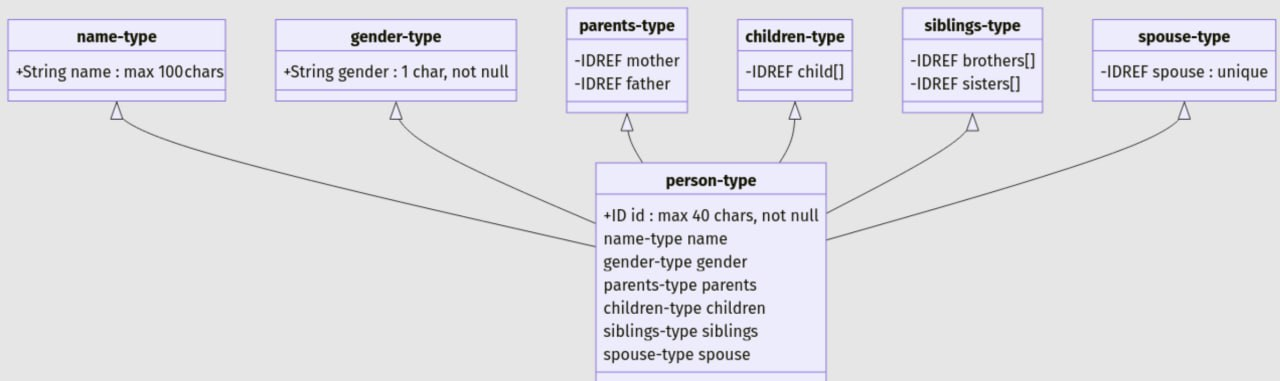 name-type
+String name : max 100chars
gender-type
+String gender : 1 char, not null
parents-type
-IDREF mother
-IDREF father
children-type
-IDREF child[]
siblings-type
-IDREF brothers[]
-IDREF sisters[]
spouse-type
-IDREF spouse : unique
person-type
+ID id : max 40 chars, not null
name-type name
gender-type gender
parents-type parents
children-type children
siblings-type siblings
spouse-type spouse